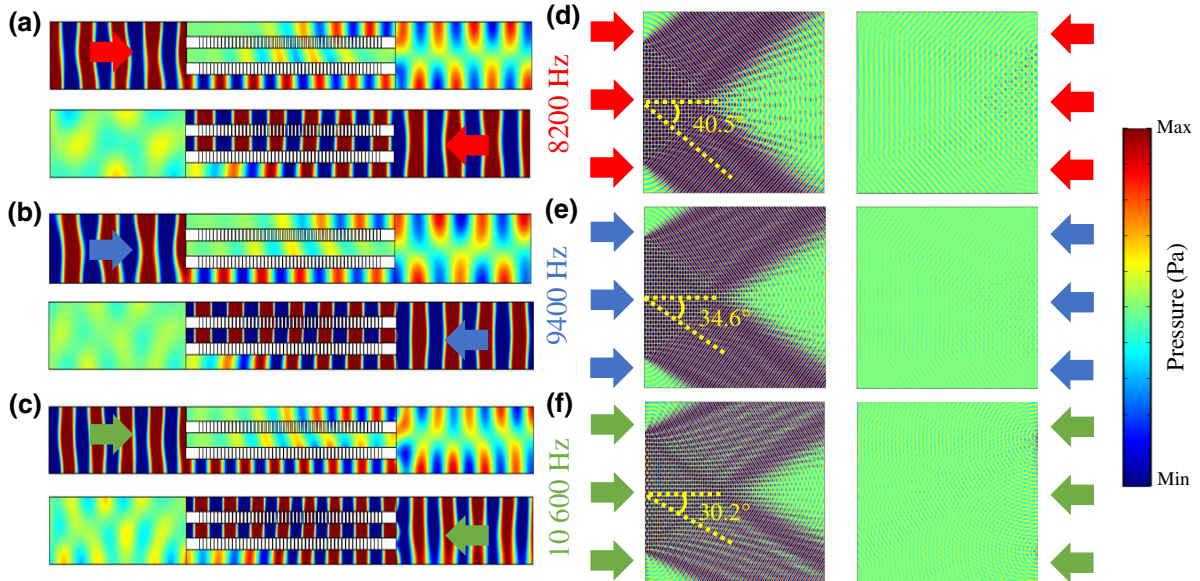 (a)
8200 Hz
(d)
40.5°
(b)
9400 Hz
(e)
34.6°
(c)
10 600 Hz
(f)
30.2°
Max
Pressure (Pa)
Min